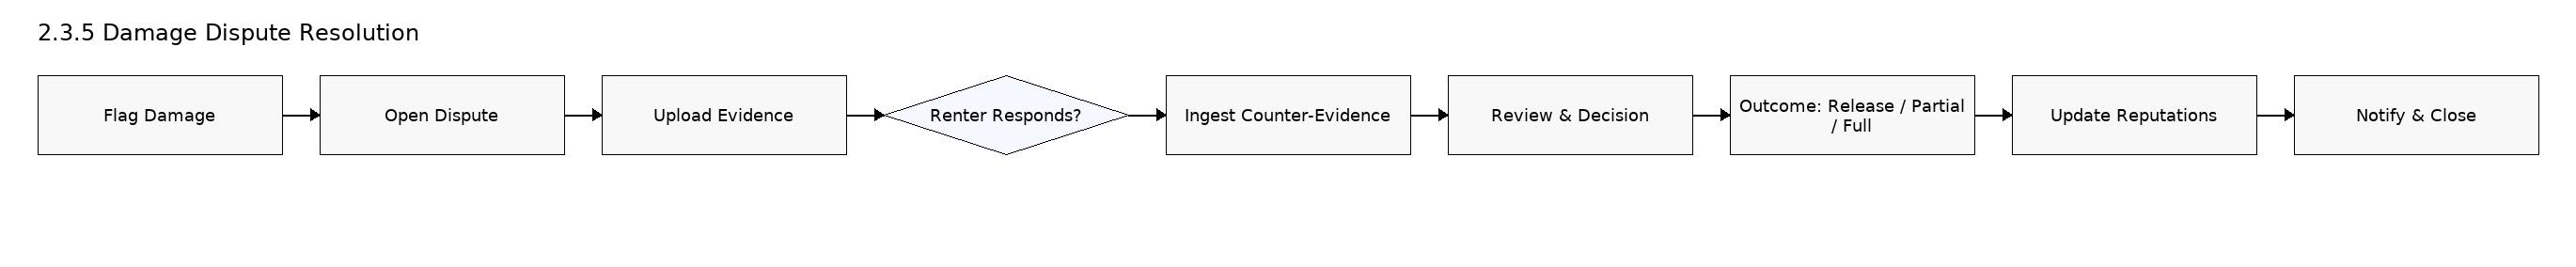 2.3.5 Damage Dispute Resolution
Flag Damage
Open Dispute
Upload Evidence
Renter Responds?
Ingest Counter-Evidence
Review & Decision
Outcome: Release / Partial
/ Full
Update Reputations
Notify & Close